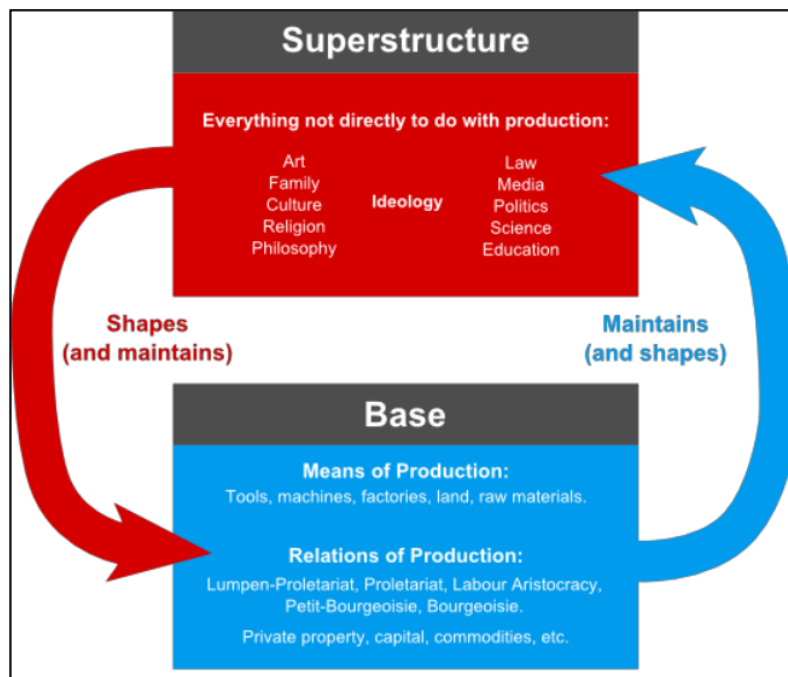 Superstructure
Everything not directly to do with production:
Art
Family
Culture
Religion
Philosophy
Ideology
Law
Media
Politics
Science
Education
Shapes
(and maintains)
Maintains
(and shapes)
Base
Means of Production:
Tools, machines, factories, land, raw materials.
Relations of Production:
Lumpen-Proletariat, Proletariat, Labour Aristocracy,
Petit-Bourgeoisie, Bourgeoisie.
Private property, capital, commodities, etc.